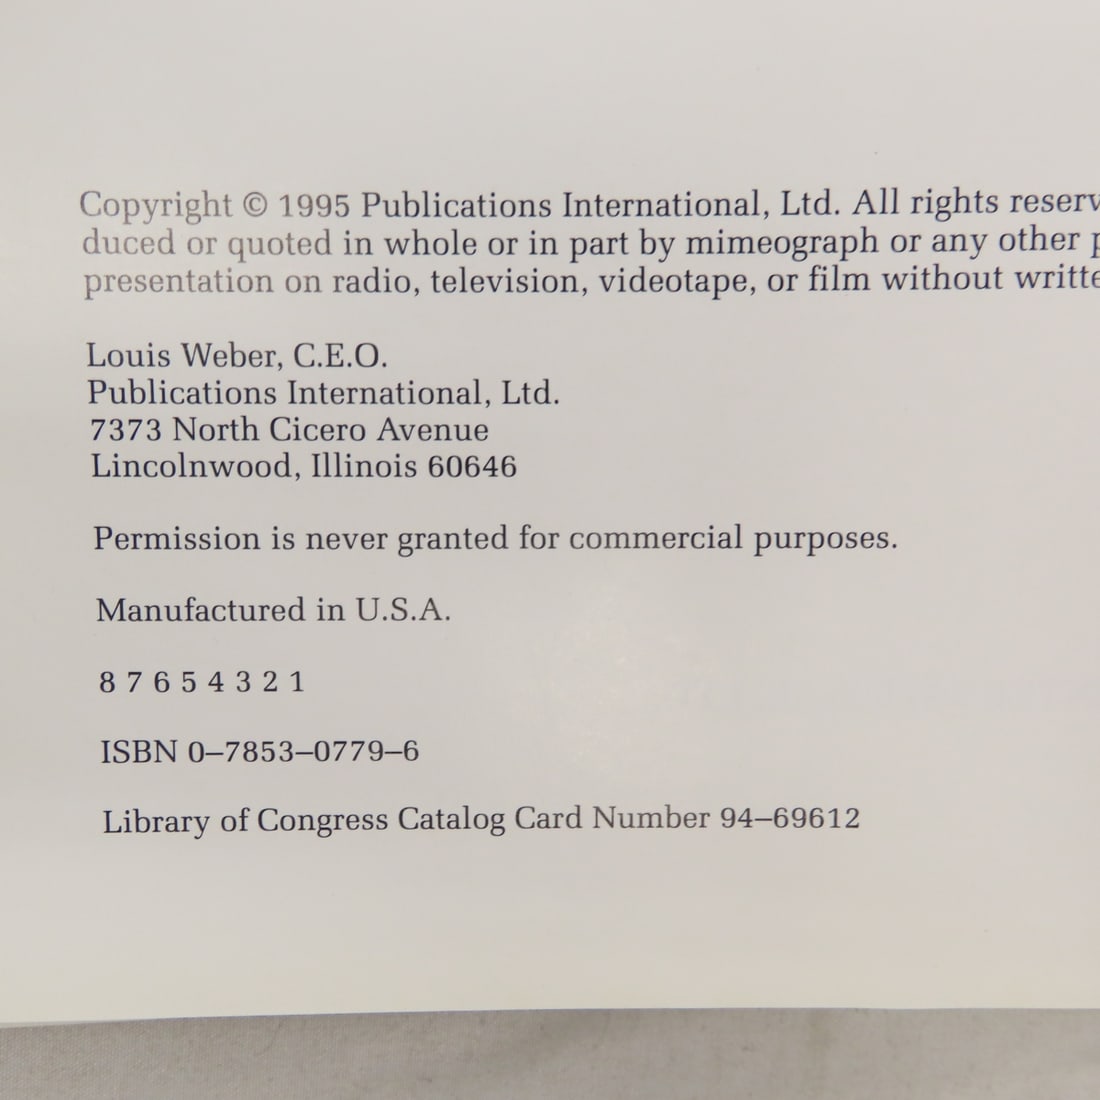 Copyright © 1995 Publications International, Ltd. All rights reserv
duced or quoted in whole or in part by mimeograph or any other p
presentation on radio, television, videotape, or film without writte
Louis Weber, C.E.O.
Publications International, Ltd.
7373 North Cicero Avenue
Lincolnwood, Illinois 60646
Permission is never granted for commercial purposes.
Manufactured in U.S.A.
8 7 6 5 4 3 2 1
ISBN 0–7853–0779–6
Library of Congress Catalog Card Number 94–69612